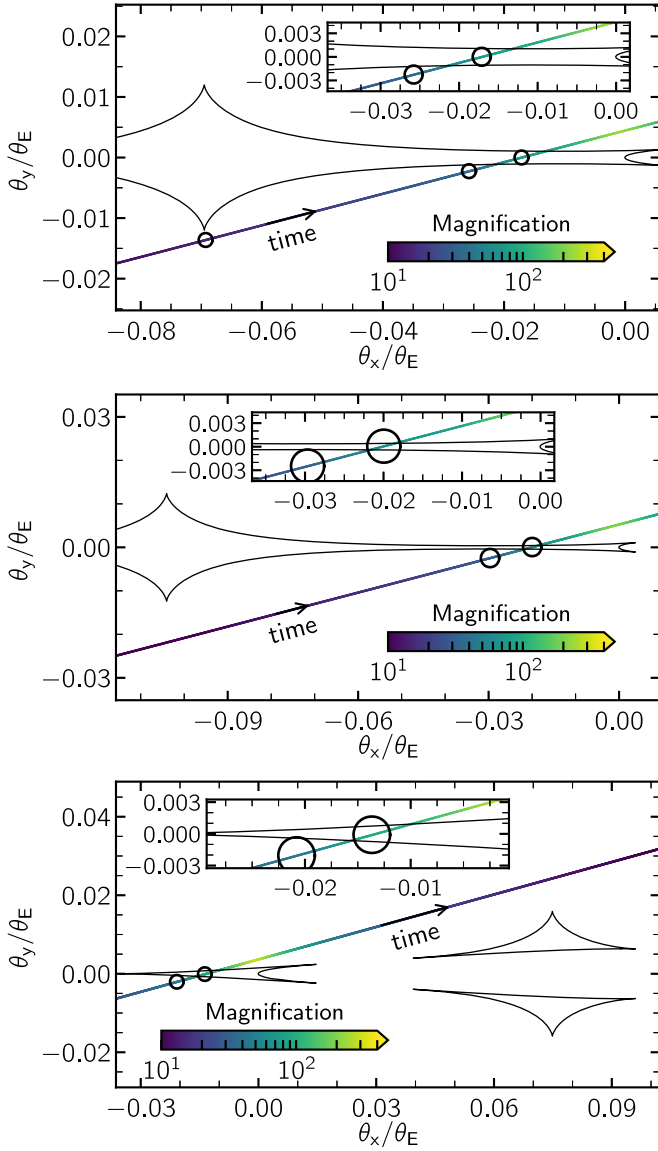 0.02
0.01
0.00
−0.01
−0.02
θy/θE
0.003
0.000
−0.003
−0.03 −0.02 −0.01 0.00
time
Magnification
10^1 10^2
−0.08 −0.06 −0.04 −0.02 0.00
θx/θE
0.03
0.00
−0.03
θy/θE
0.003
0.000
−0.003
−0.03 −0.02 −0.01 0.00
time
Magnification
10^1 10^2
−0.09 −0.06 −0.03 0.00
θx/θE
0.04
0.02
0.00
−0.02
θy/θE
0.003
0.000
−0.003
−0.02 −0.01
time
Magnification
10^1 10^2
−0.03 0.00 0.03 0.06 0.09
θx/θE